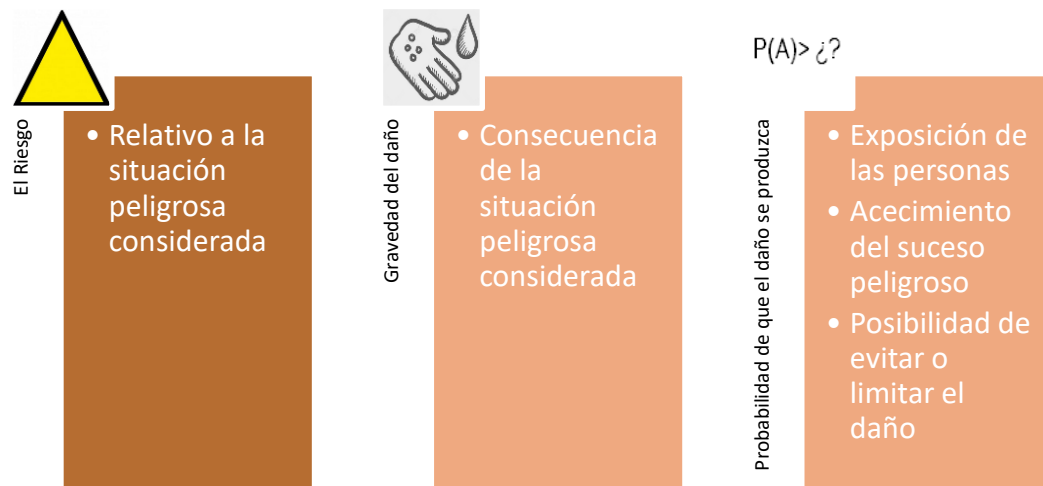 El Riesgo
• Relativo a la
situación
peligrosa
considerada
Gravedad del daño
• Consecuencia
de la
situación
peligrosa
considerada
P(A)> ¿?
Probabilidad de que el daño se produzca
• Exposición de
las personas
• Acecimiento
del suceso
peligroso
• Posibilidad de
evitar o
limitar el
daño